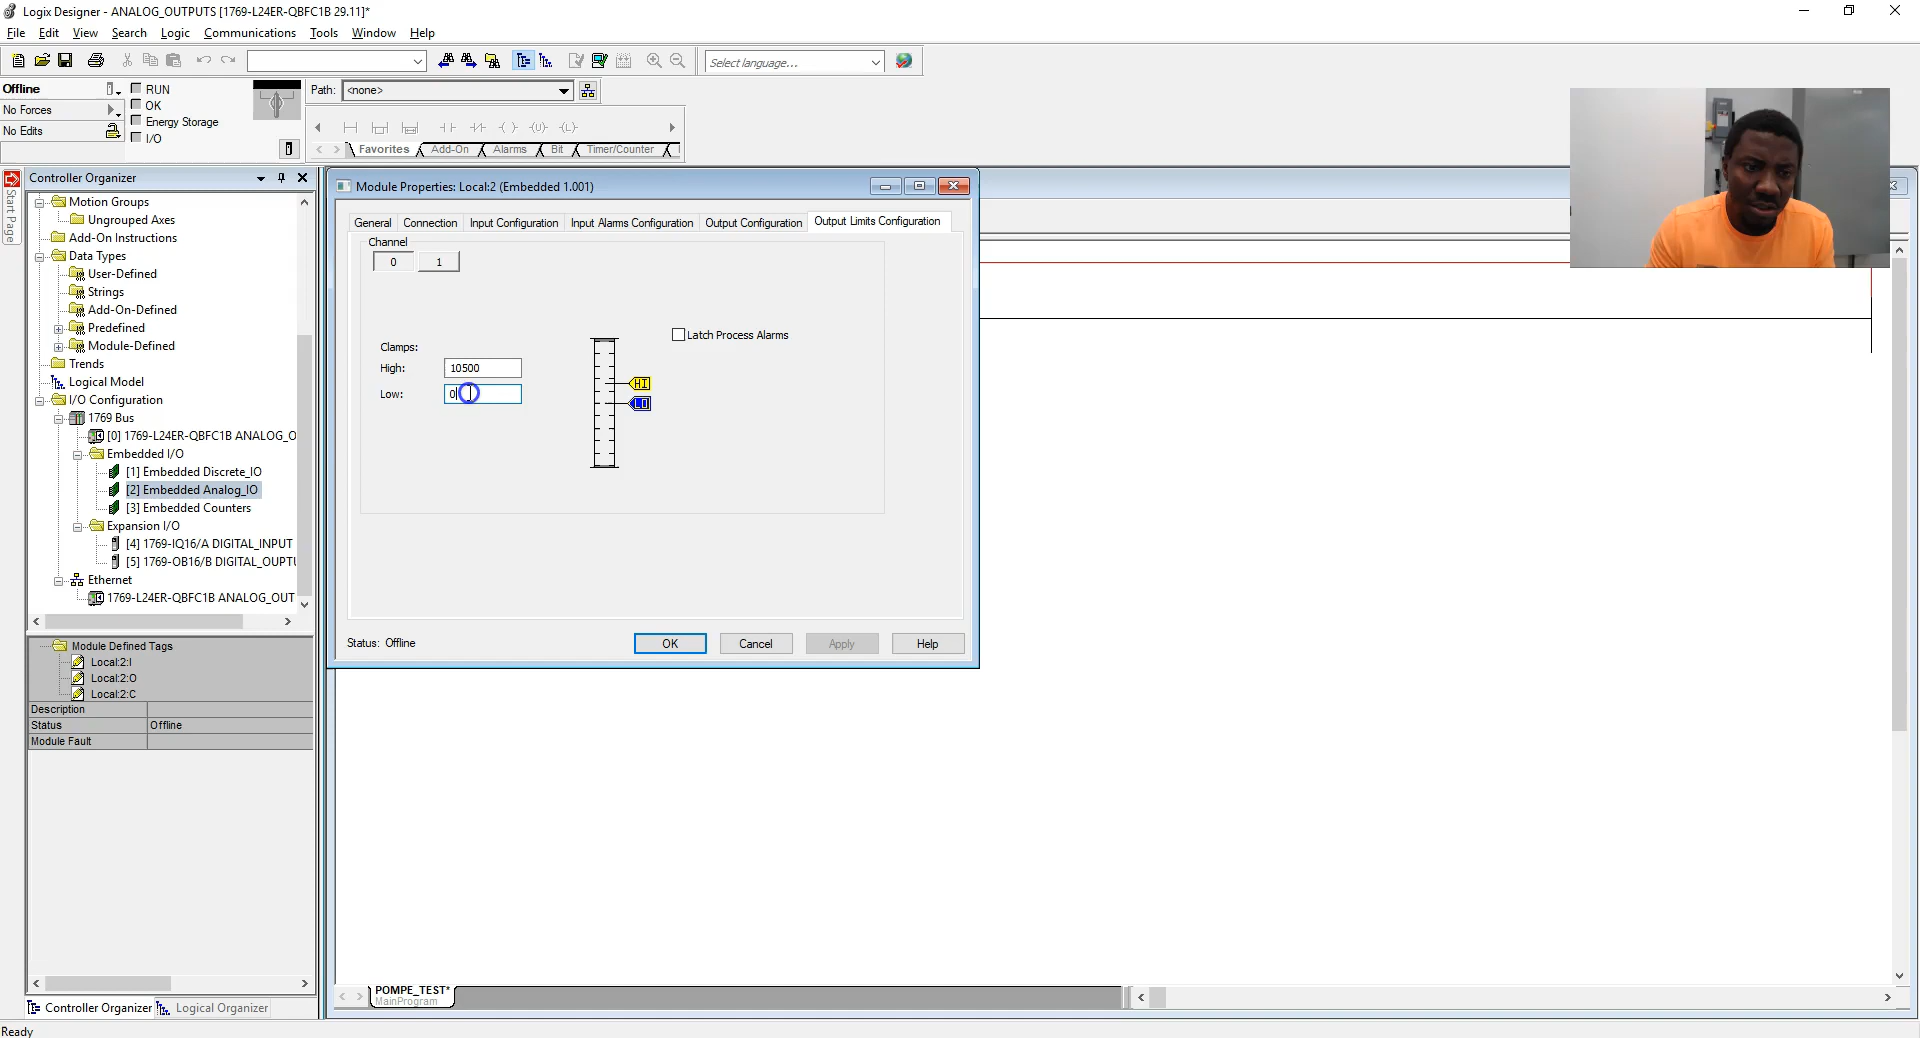 Logix Designer - ANALOG_OUTPUTS [1769-L24ER-QBFC1B 29.11]*
File Edit View Search Logic Communications Tools Window Help
Select language...
Offline
RUN
No Forces
OK
No Edits
Energy Storage
I/O
Path: <none>
Favorites Add-On Alarms Bit Timer/Counter
Start Page
Controller Organizer
Motion Groups
Ungrouped Axes
Add-On Instructions
Data Types
User-Defined
Strings
Add-On-Defined
Predefined
Module-Defined
Trends
Logical Model
I/O Configuration
1769 Bus
[0] 1769-L24ER-QBFC1B ANALOG_O
Embedded I/O
[1] Embedded Discrete_IO
[2] Embedded Analog_IO
[3] Embedded Counters
Expansion I/O
[4] 1769-IQ16/A DIGITAL_INPUT
[5] 1769-OB16/B DIGITAL_OUPTU
Ethernet
1769-L24ER-QBFC1B ANALOG_OUT
Module Defined Tags
Local:2:I
Local:2:O
Local:2:C
Description
Status Offline
Module Fault
Controller Organizer Logical Organizer
Ready
Module Properties: Local:2 (Embedded 1.001)
General Connection Input Configuration Input Alarms Configuration Output Configuration Output Limits Configuration
Channel
0 1
Latch Process Alarms
Clamps:
High: 10500
Low: 0
HI
LO
Status: Offline
OK Cancel Apply Help
POMPE_TEST*
MainProgram